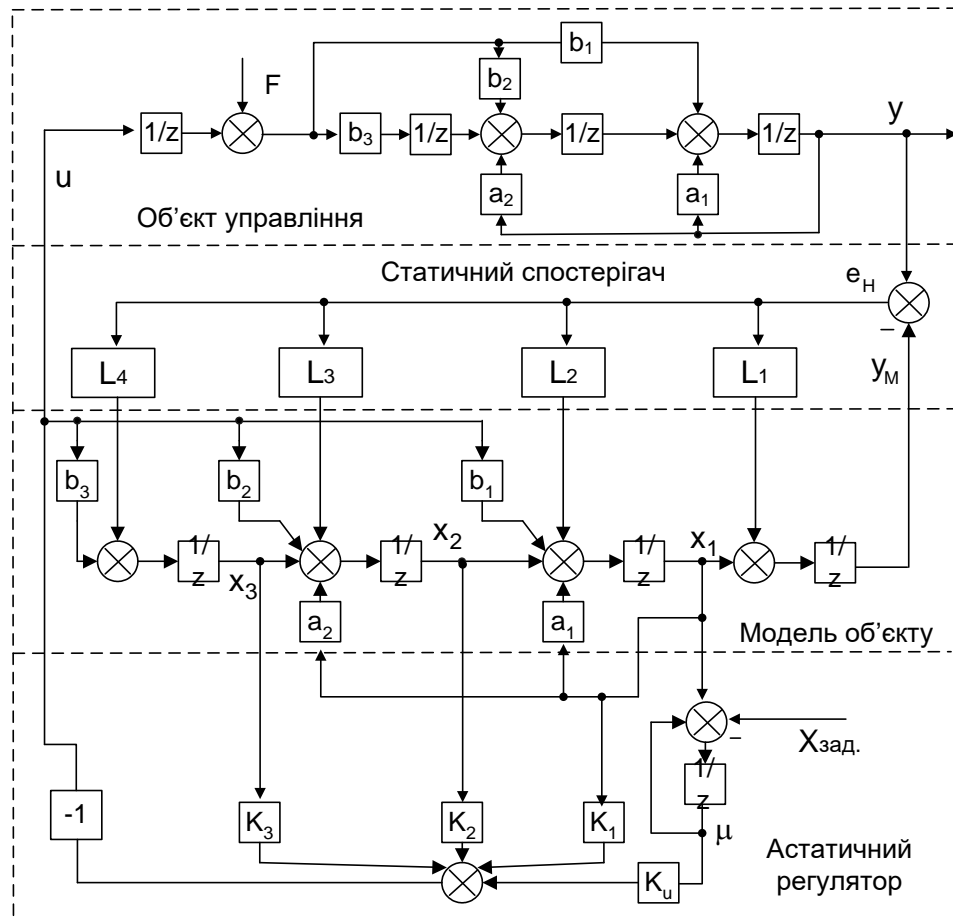 b₁
F
b₂
y
1/z
b₃
1/z
1/z
1/z
u
a₂
a₁
Об’єкт управління
Статичний спостерігач
eН
–
L4
L3
L2
L1
yМ
b₃
b₂
b₁
1/z
x₃
1/z
x₂
1/z
x₁
1/z
a₂
a₁
Модель об’єкту
–
Xзад.
1/z
-1
K₃
K₂
K₁
μ
Kᵤ
Астатичний
регулятор